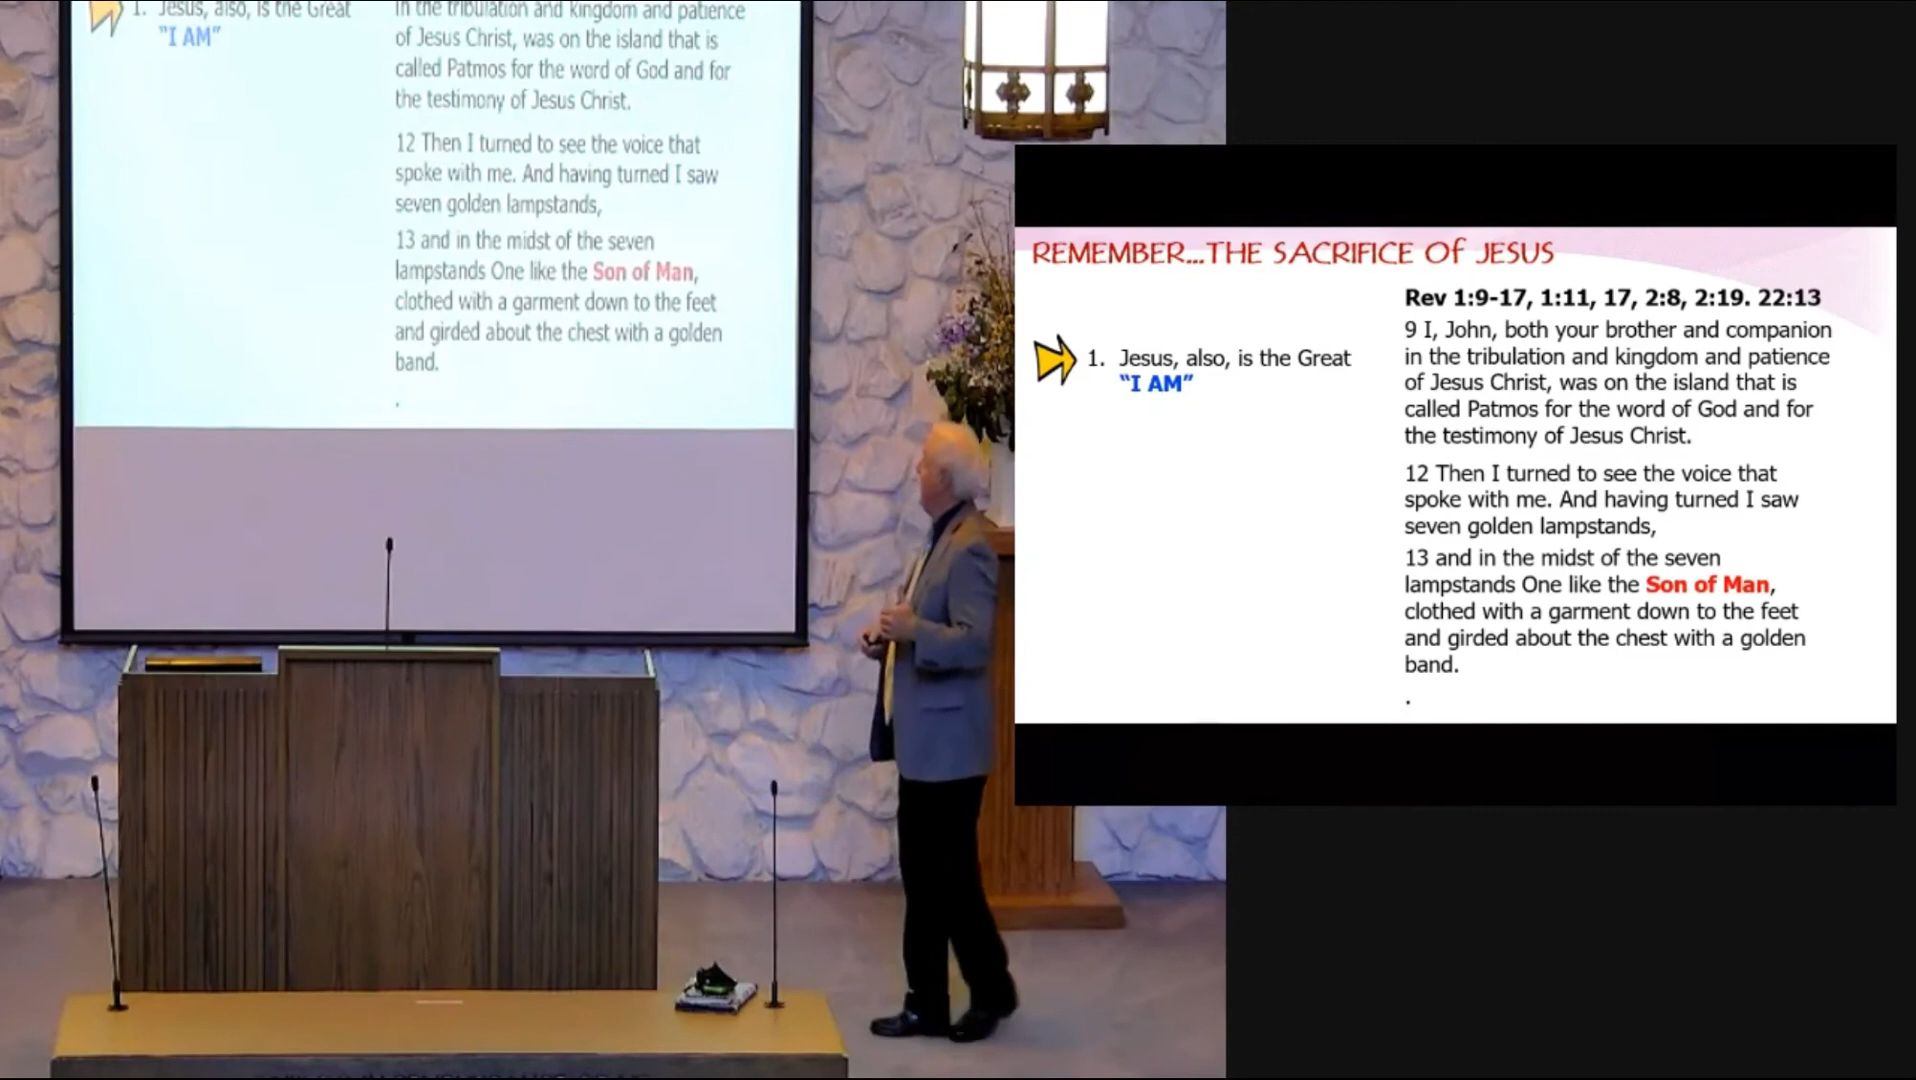 1. Jesus, also, is the Great
"I AM"
in the tribulation and kingdom and patience
of Jesus Christ, was on the island that is
called Patmos for the word of God and for
the testimony of Jesus Christ.
12 Then I turned to see the voice that
spoke with me. And having turned I saw
seven golden lampstands,
13 and in the midst of the seven
lampstands One like the Son of Man,
clothed with a garment down to the feet
and girded about the chest with a golden
band.
.
REMEMBER...THE SACRIFICE Of JESUS
1. Jesus, also, is the Great
"I AM"
Rev 1:9-17, 1:11, 17, 2:8, 2:19. 22:13
9 I, John, both your brother and companion
in the tribulation and kingdom and patience
of Jesus Christ, was on the island that is
called Patmos for the word of God and for
the testimony of Jesus Christ.
12 Then I turned to see the voice that
spoke with me. And having turned I saw
seven golden lampstands,
13 and in the midst of the seven
lampstands One like the Son of Man,
clothed with a garment down to the feet
and girded about the chest with a golden
band.
.